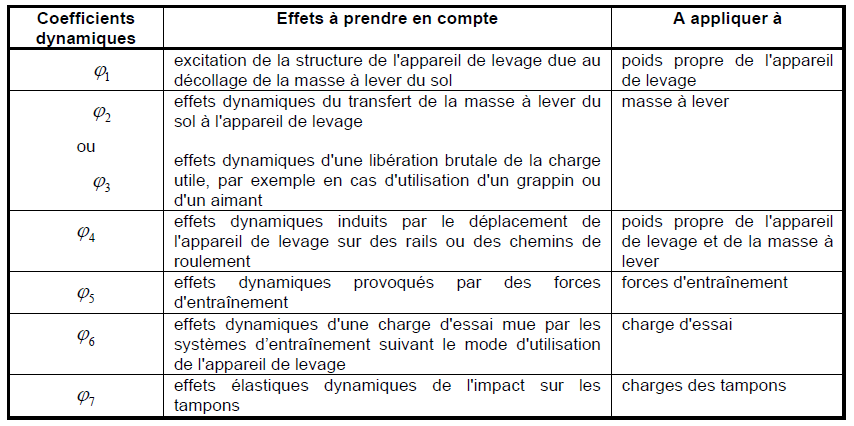 Coefficients dynamiques
Effets à prendre en compte
A appliquer à
φ1
excitation de la structure de l'appareil de levage due au
décollage de la masse à lever du sol
poids propre de l'appareil
de levage
φ2
ou
φ3
effets dynamiques du transfert de la masse à lever du
sol à l'appareil de levage
effets dynamiques d'une libération brutale de la charge
utile, par exemple en cas d'utilisation d'un grappin ou
d'un aimant
masse à lever
φ4
effets dynamiques induits par le déplacement de
l'appareil de levage sur des rails ou des chemins de
roulement
poids propre de l'appareil
de levage et de la masse à
lever
φ5
effets dynamiques provoqués par des forces
d'entraînement
forces d'entraînement
φ6
effets dynamiques d'une charge d'essai mue par les
systèmes d'entraînement suivant le mode d'utilisation
de l'appareil de levage
charge d'essai
φ7
effets élastiques dynamiques de l'impact sur les
tampons
charges des tampons